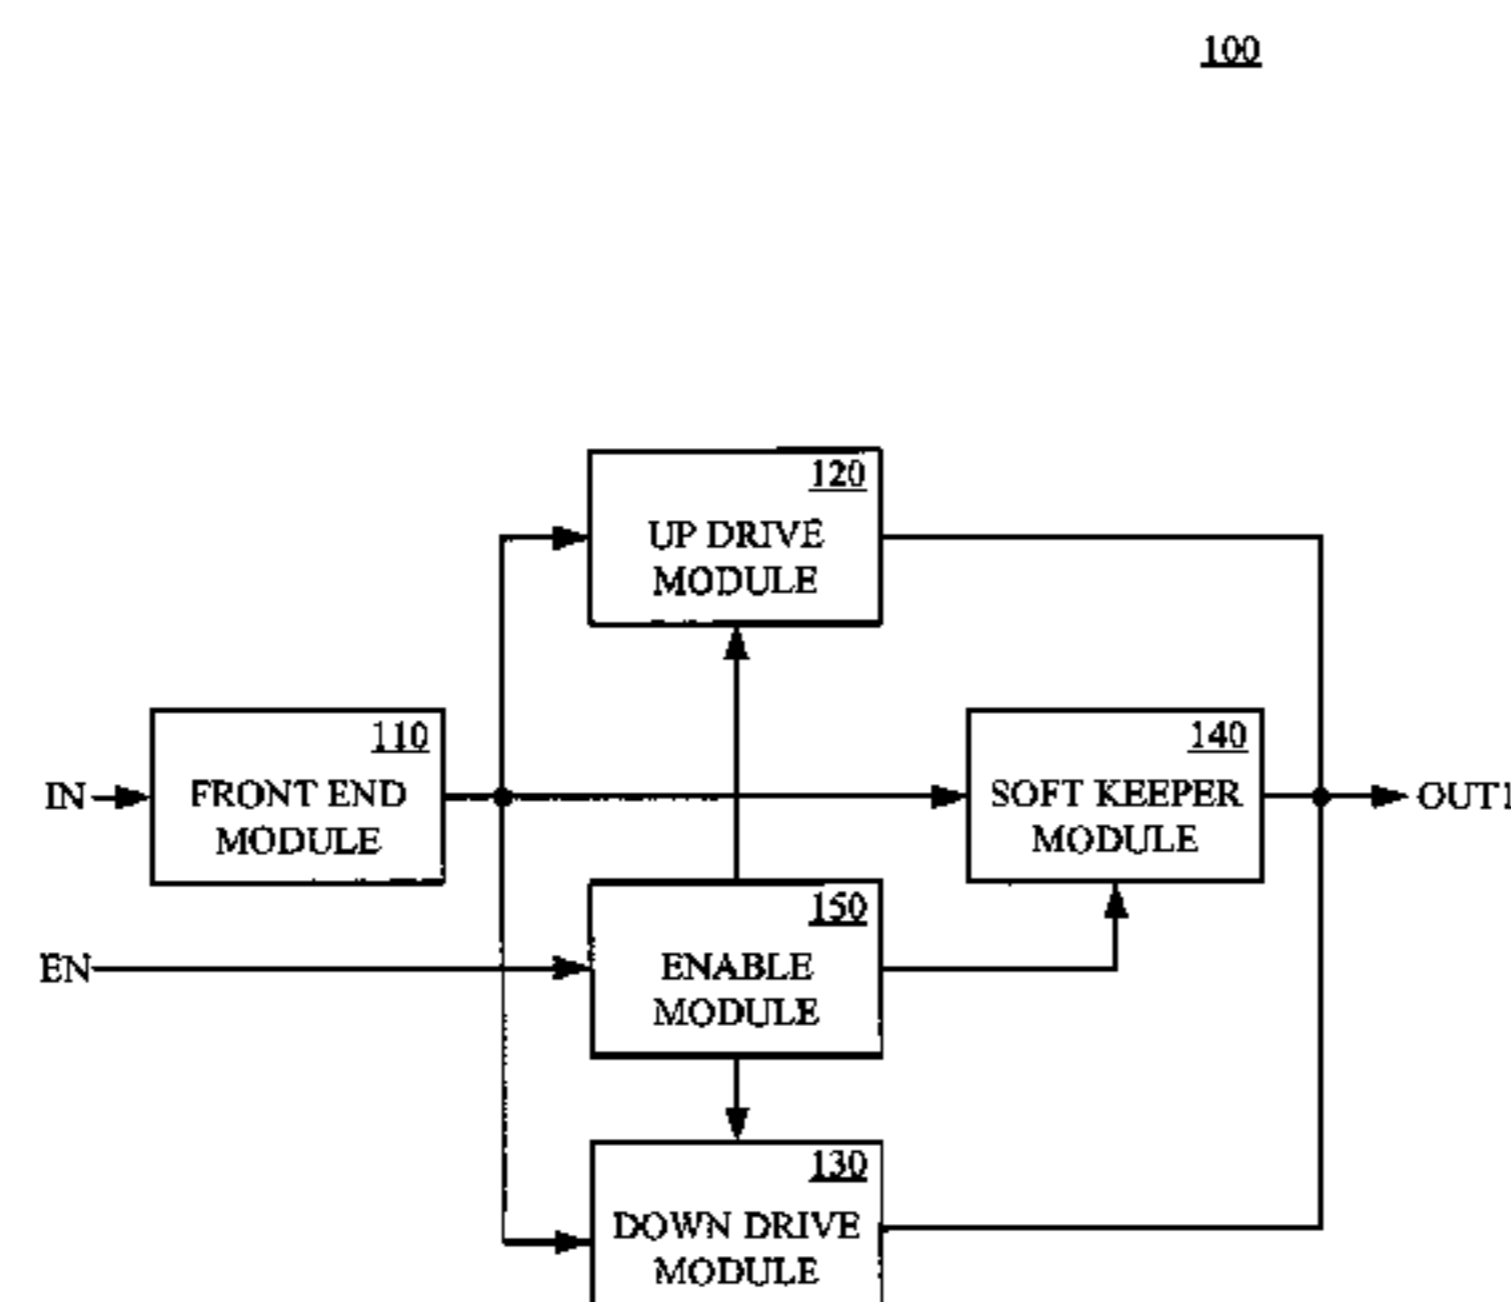 100
120
UP DRIVE
MODULE
110
FRONT END
MODULE
IN
140
SOFT KEEPER
MODULE
OUT1
150
ENABLE
MODULE
EN
130
DOWN DRIVE
MODULE